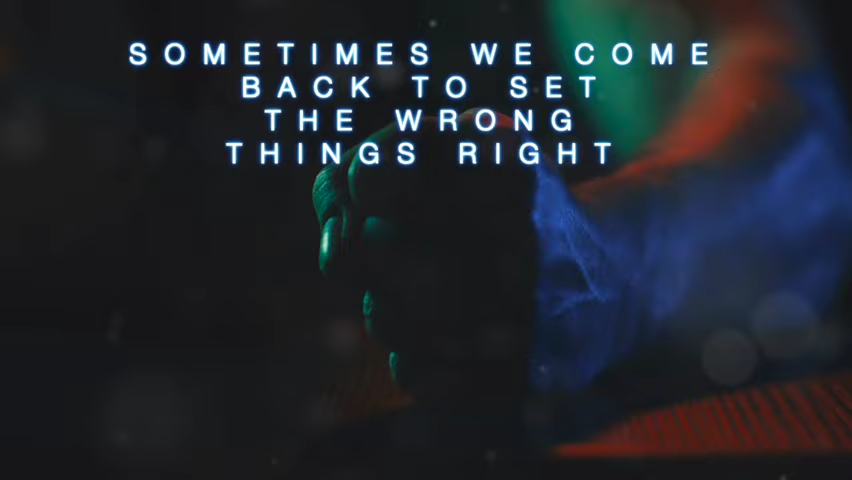 SOMETIMES WE COME
BACK TO SET
THE WRONG
THINGS RIGHT